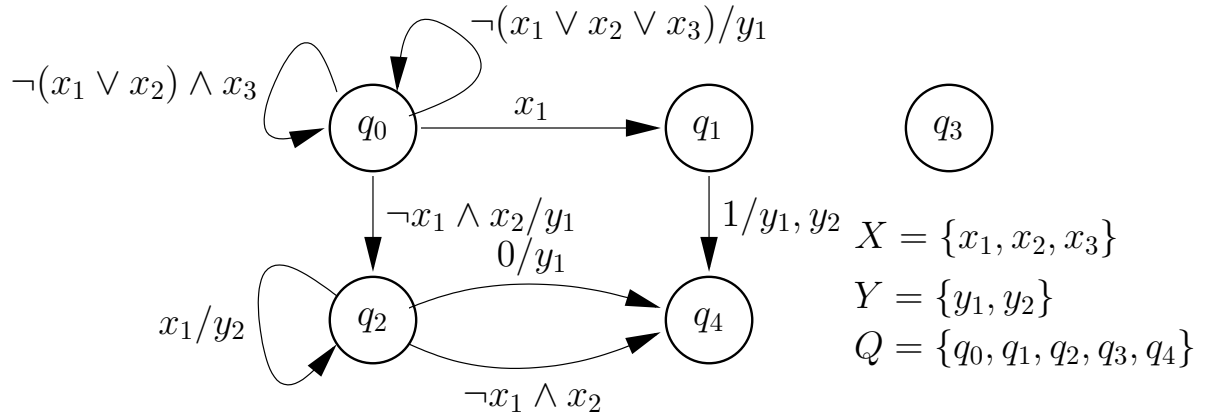 ¬(x₁ ∨ x₂ ∨ x₃)/y₁
¬(x₁ ∨ x₂) ∧ x₃
q₀
x₁
q₁
q₃
¬x₁ ∧ x₂/y₁
1/y₁, y₂
X = {x₁, x₂, x₃}
0/y₁
Y = {y₁, y₂}
x₁/y₂
q₂
q₄
Q = {q₀, q₁, q₂, q₃, q₄}
¬x₁ ∧ x₂